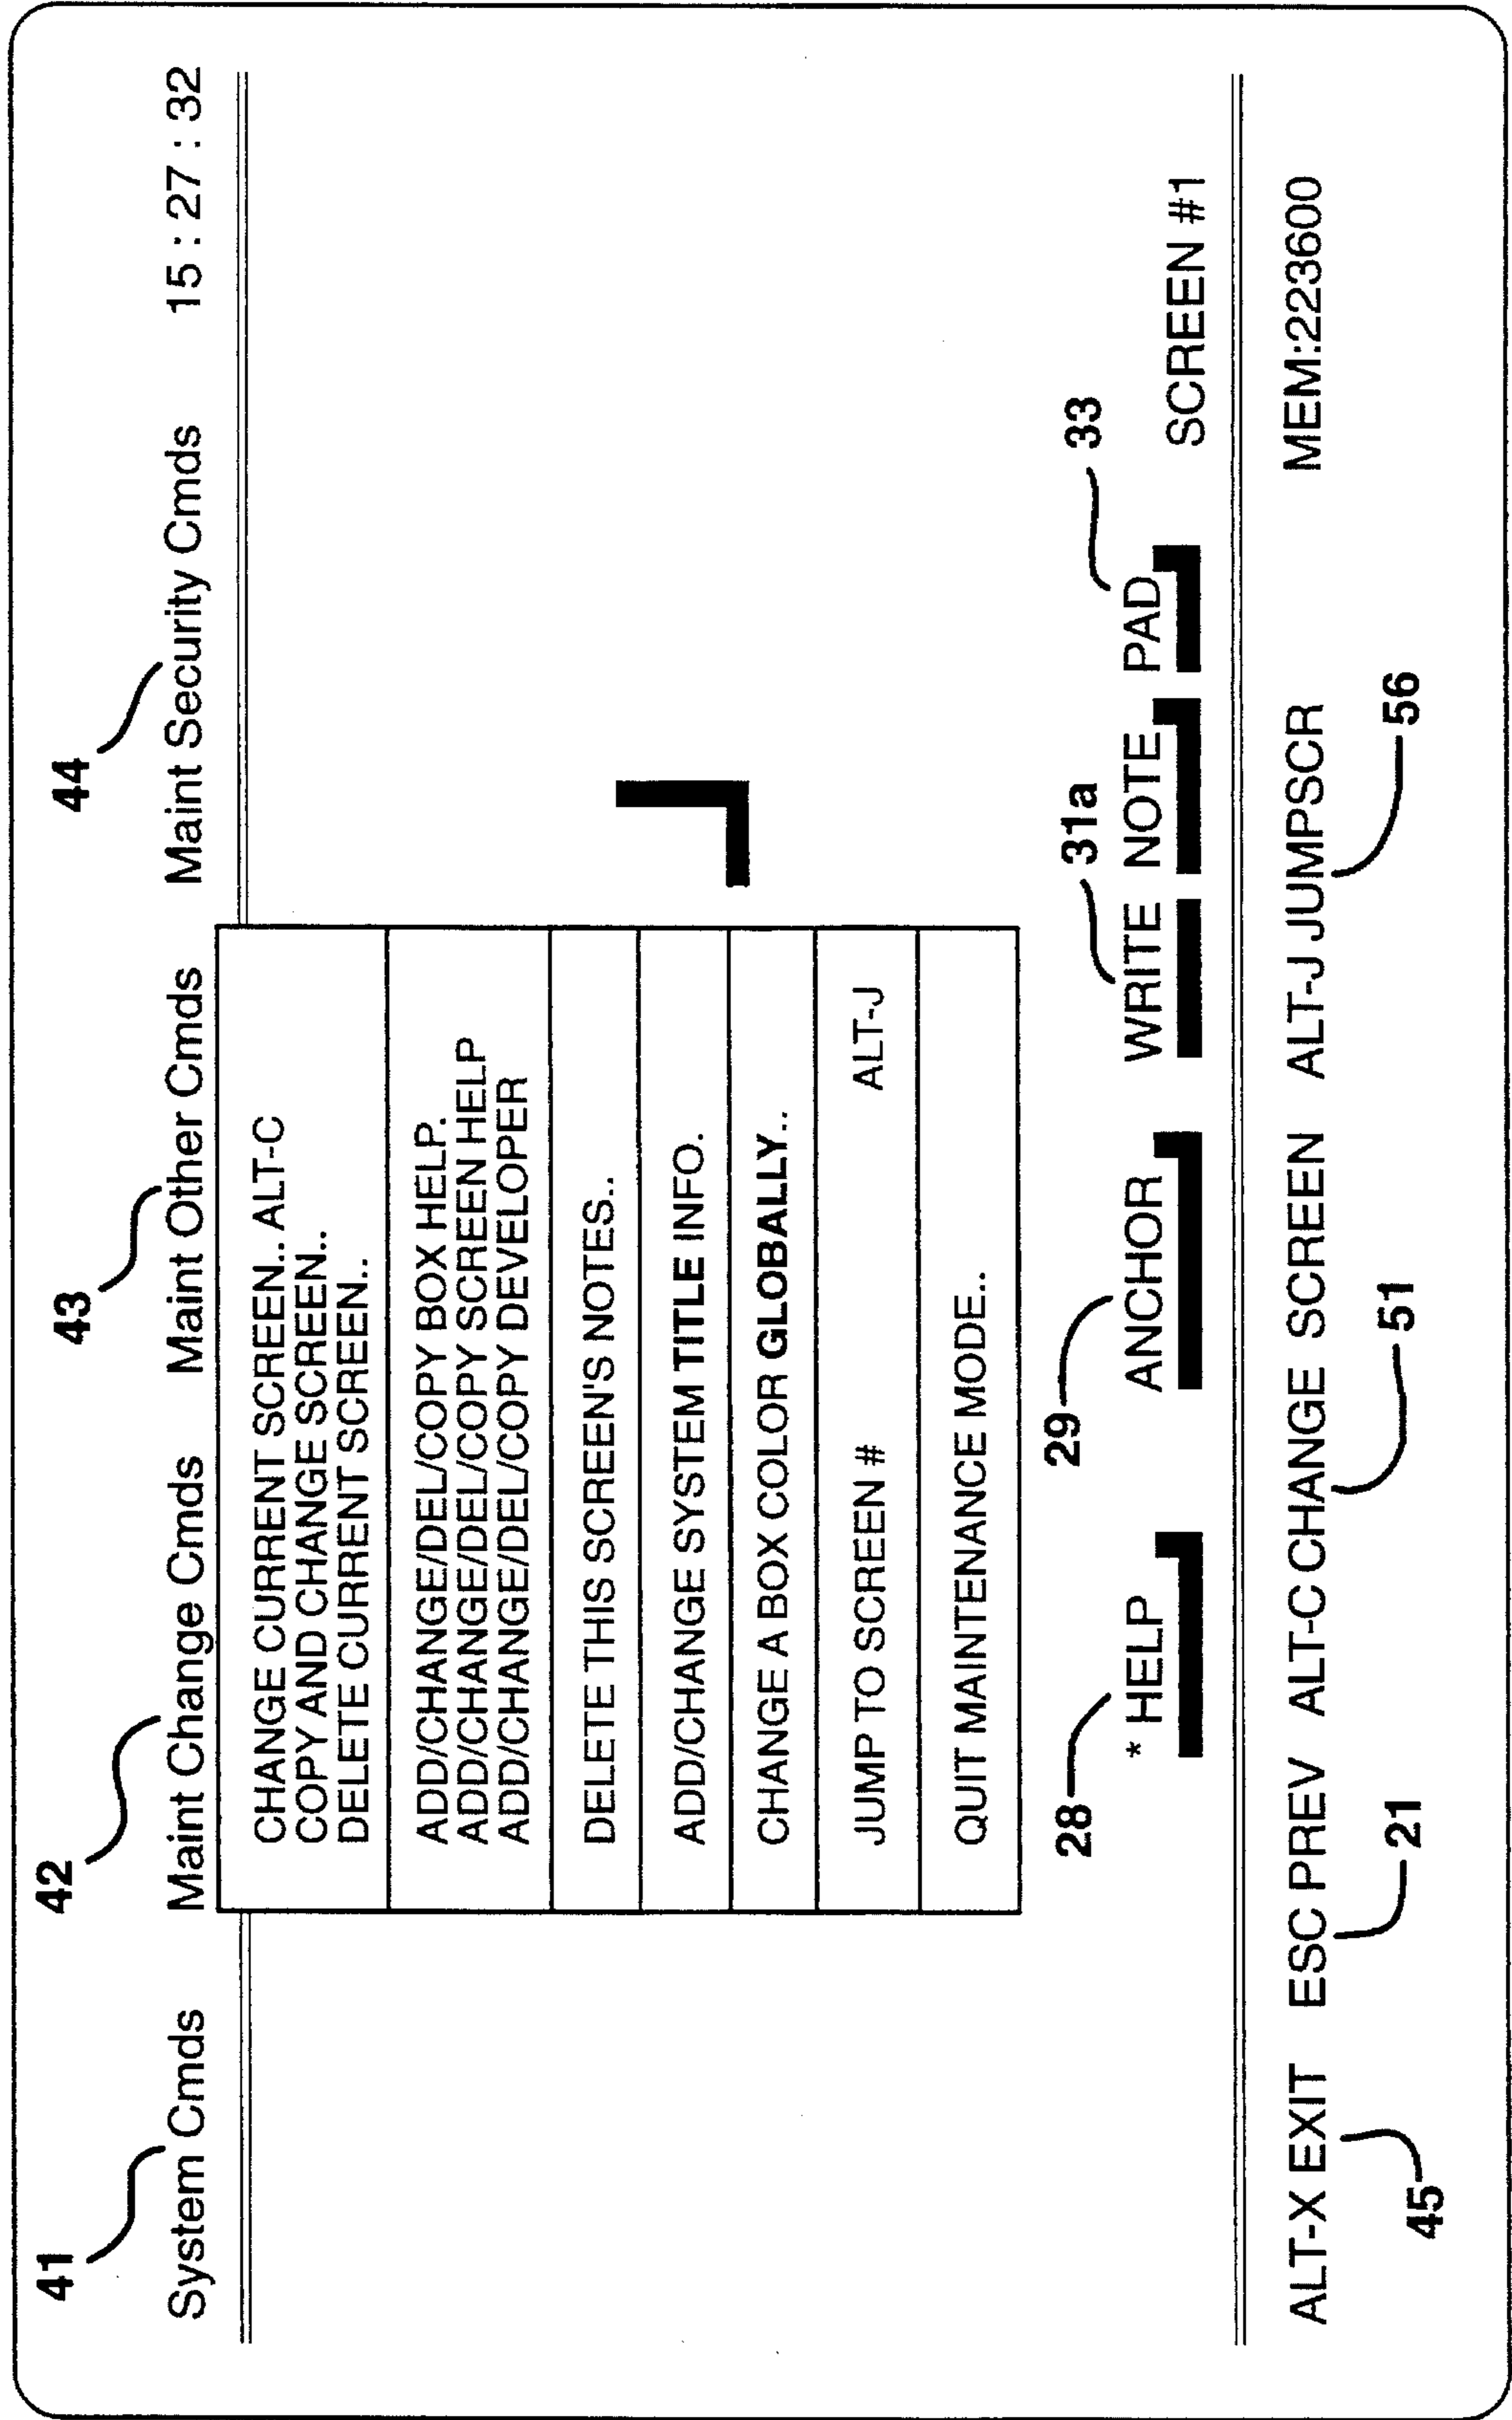 41 42 43 44
System Cmds Maint Change Cmds Maint Other Cmds Maint Security Cmds 15 : 27 : 32
CHANGE CURRENT SCREEN.. ALT-C
COPY AND CHANGE SCREEN..
DELETE CURRENT SCREEN..
ADD/CHANGE/DEL/COPY BOX HELP.
ADD/CHANGE/DEL/COPY SCREEN HELP
ADD/CHANGE/DEL/COPY DEVELOPER
DELETE THIS SCREEN'S NOTES..
ADD/CHANGE SYSTEM TITLE INFO.
CHANGE A BOX COLOR GLOBALLY..
JUMP TO SCREEN # ALT-J
QUIT MAINTENANCE MODE..
28 29 31a 33
* HELP ANCHOR WRITE NOTE PAD
SCREEN #1
ALT-X EXIT ESC PREV ALT-C CHANGE SCREEN ALT-J JUMPSCR MEM:223600
45 21 51 56